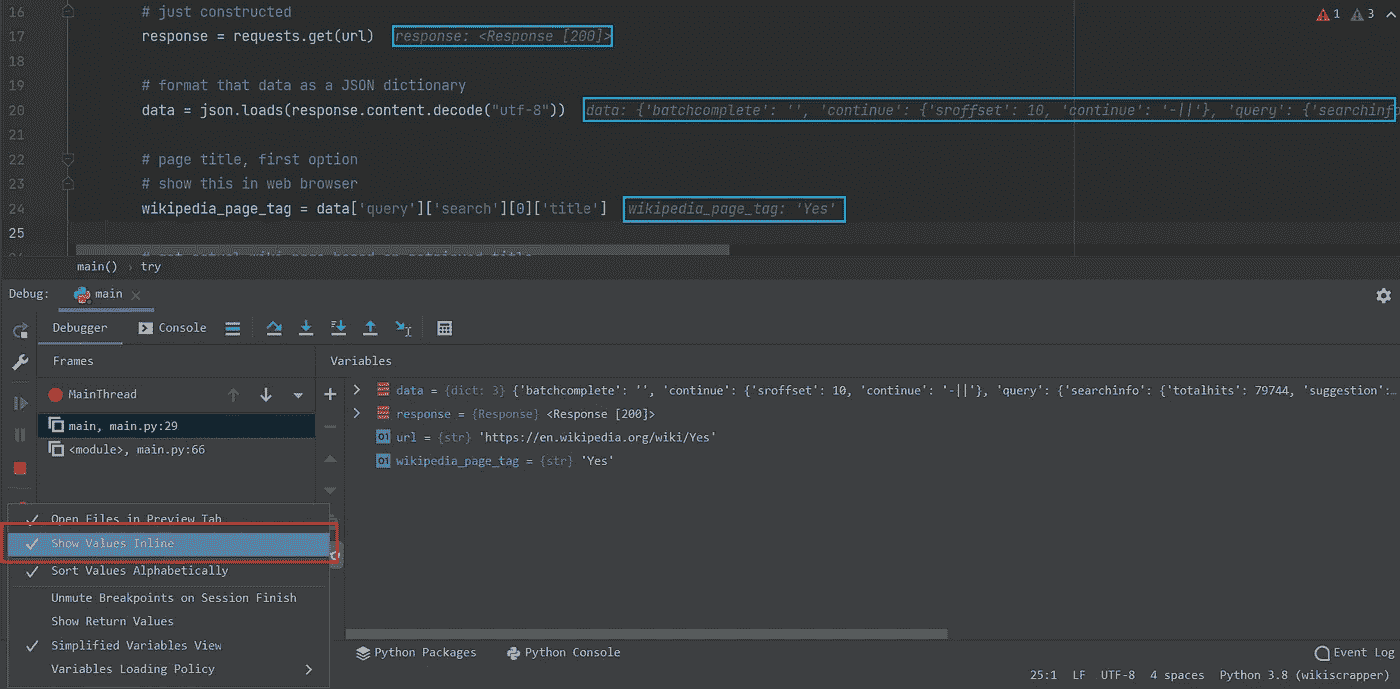 16 # just constructed
17 response = requests.get(url) response: <Response [200]>
18
19 # format that data as a JSON dictionary
20 data = json.loads(response.content.decode("utf-8")) data: {'batchcomplete': '', 'continue': {'sroffset': 10, 'continue': '-||'}, 'query': {'searchinfo
21
22 # page title, first option
23 # show this in web browser
24 wikipedia_page_tag = data['query']['search'][0]['title'] wikipedia_page_tag: 'Yes'
25
1 3
main() › try
Debug: main
Debugger Console
Frames Variables
MainThread
main, main.py:29
<module>, main.py:66
data = {dict: 3} {'batchcomplete': '', 'continue': {'sroffset': 10, 'continue': '-||'}, 'query': {'searchinfo': {'totalhits': 79744, 'suggestion':...
response = {Response} <Response [200]>
01 url = {str} 'https://en.wikipedia.org/wiki/Yes'
01 wikipedia_page_tag = {str} 'Yes'
Open Files in Preview Tab
Show Values Inline
Sort Values Alphabetically
Unmute Breakpoints on Session Finish
Show Return Values
Simplified Variables View
Variables Loading Policy
Python Packages Python Console Event Log
25:1 LF UTF-8 4 spaces Python 3.8 (wikiscrapper)